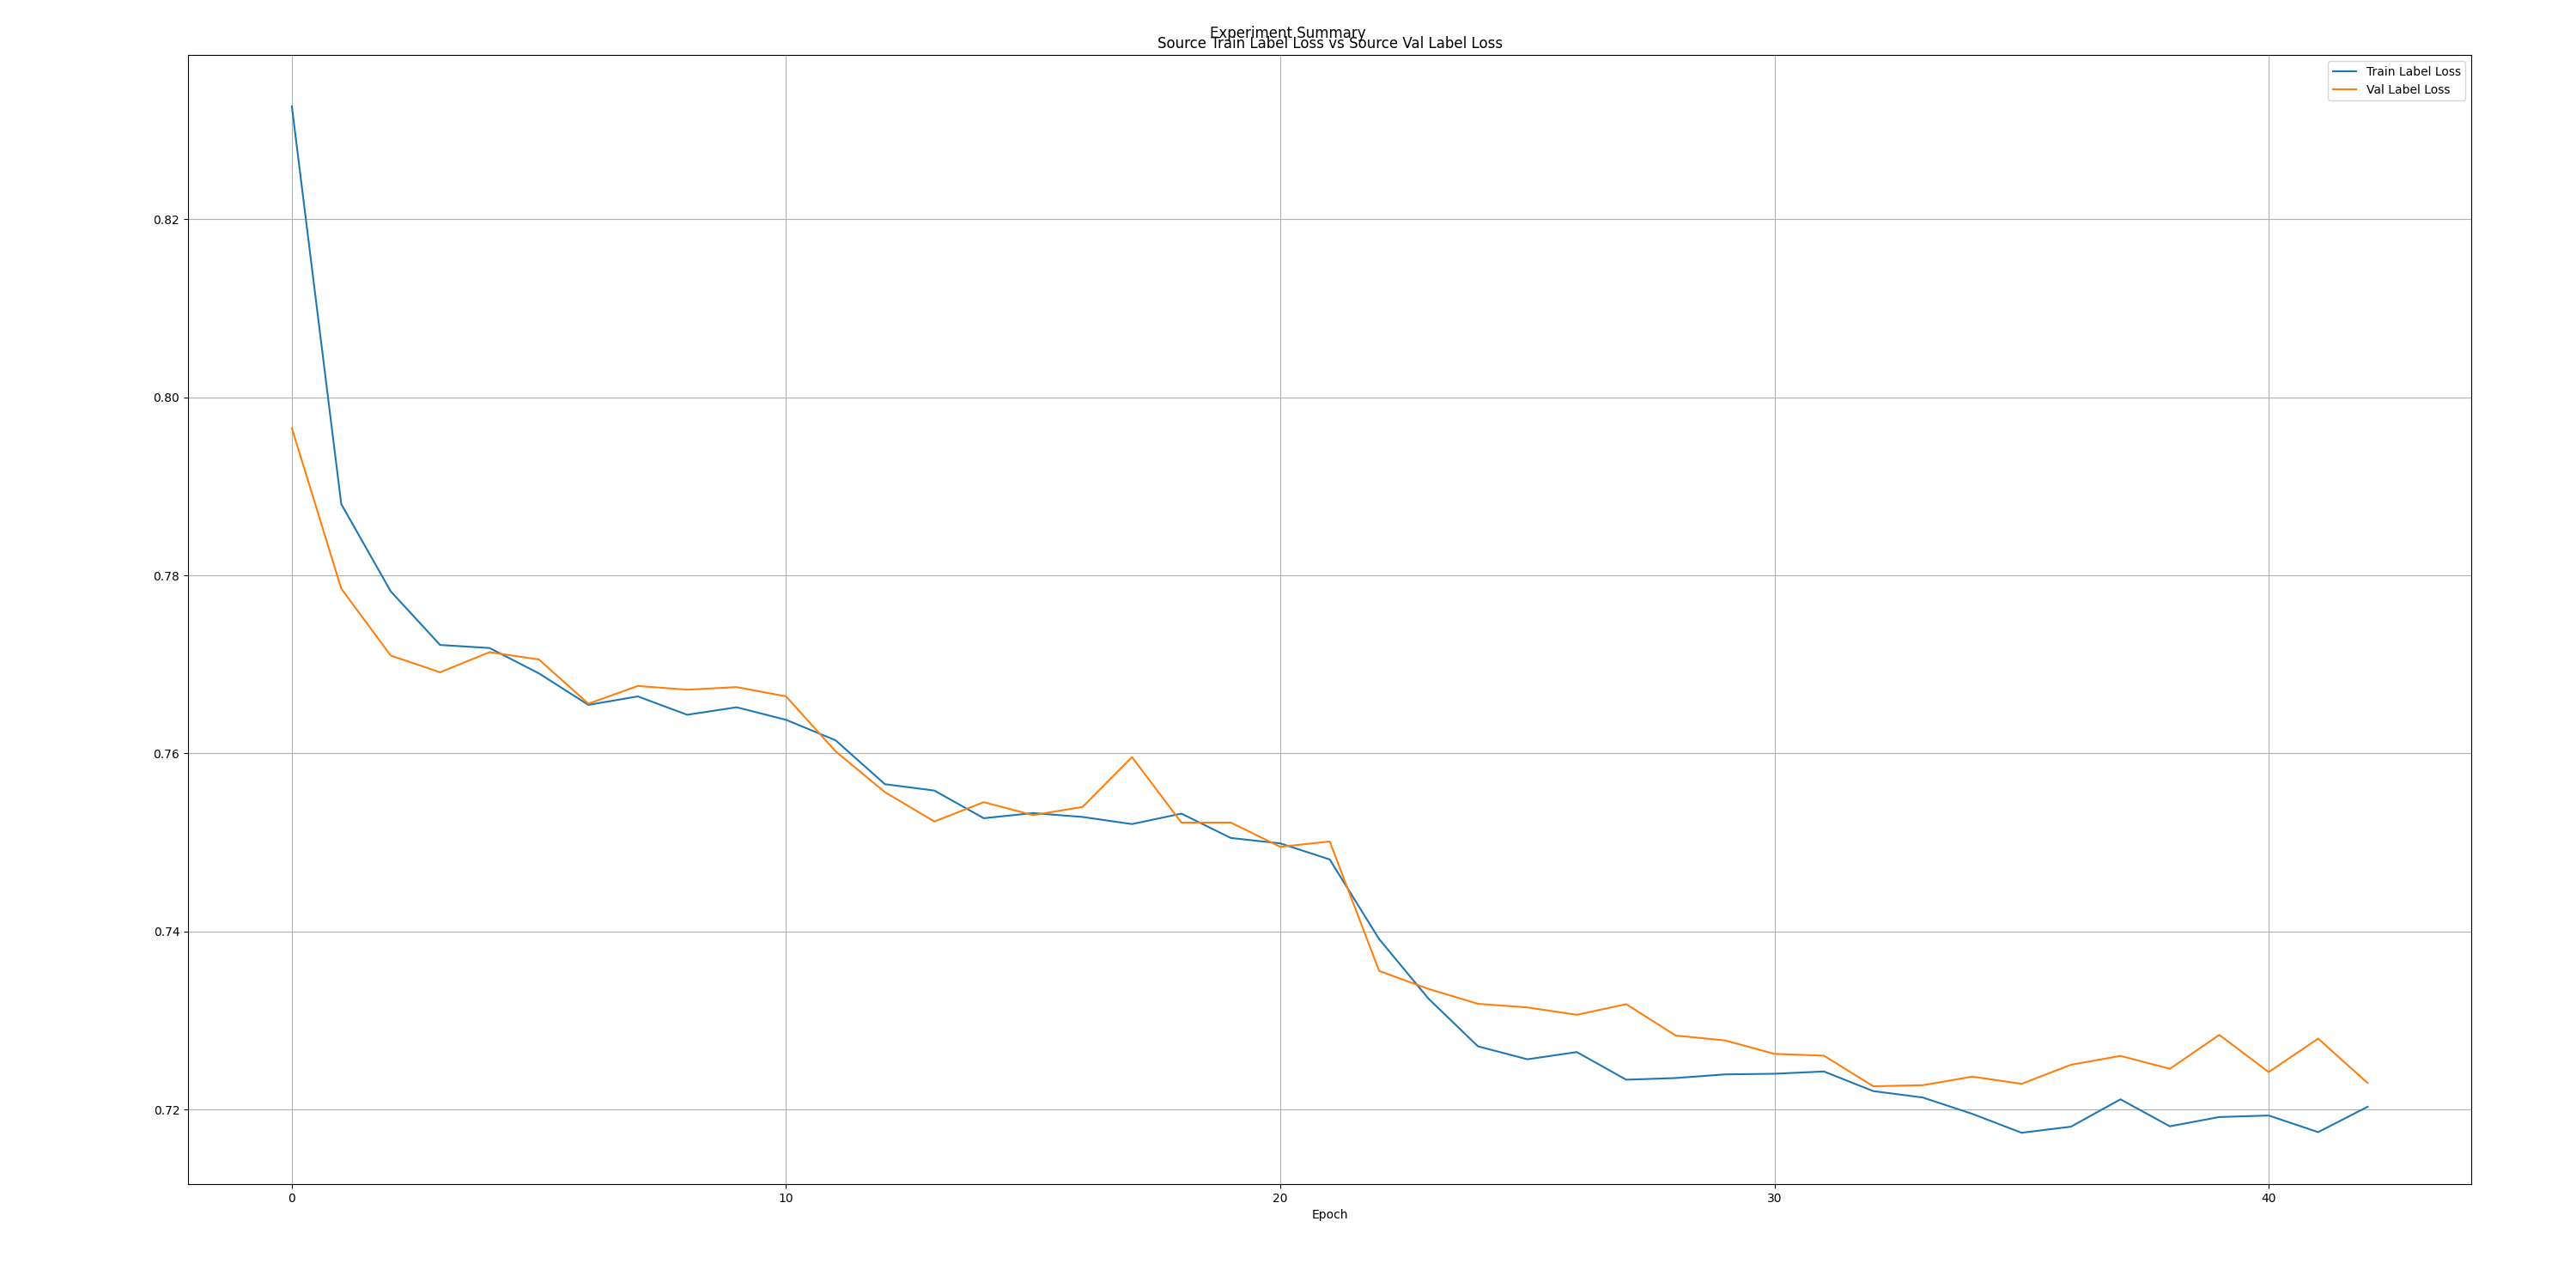 Experiment Summary
Source Train Label Loss vs Source Val Label Loss
Train Label Loss
Val Label Loss
0.82
0.80
0.78
0.76
0.74
0.72
0 10 20 30 40
Epoch